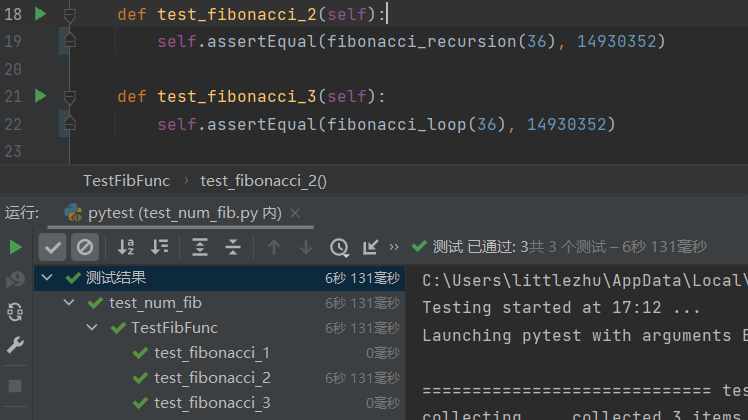 18 def test_fibonacci_2(self):
19 self.assertEqual(fibonacci_recursion(36), 14930352)
20
21 def test_fibonacci_3(self):
22 self.assertEqual(fibonacci_loop(36), 14930352)
23
TestFibFunc › test_fibonacci_2()
运行: pytest (test_num_fib.py 内) ×
» 测试 已通过: 3共 3 个测试 – 6秒 131毫秒
测试结果 6秒 131毫秒
test_num_fib 6秒 131毫秒
TestFibFunc 6秒 131毫秒
test_fibonacci_1 0毫秒
test_fibonacci_2 6秒 131毫秒
test_fibonacci_3 0毫秒
C:\Users\littlezhu\AppData\Local\
Testing started at 17:12 ...
Launching pytest with arguments
============================= tes
collecting ... collected 3 items